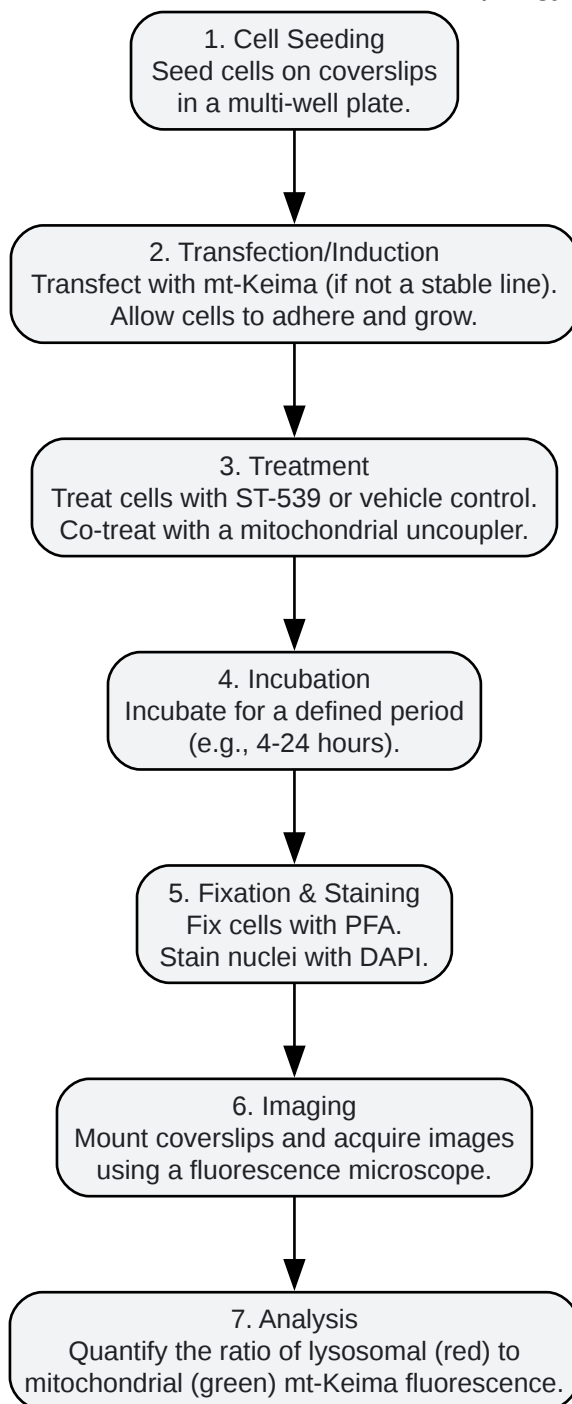 1. Cell Seeding
Seed cells on coverslips
in a multi-well plate.
2. Transfection/Induction
Transfect with mt-Keima (if not a stable line).
Allow cells to adhere and grow.
3. Treatment
Treat cells with ST-539 or vehicle control.
Co-treat with a mitochondrial uncoupler.
4. Incubation
Incubate for a defined period
(e.g., 4-24 hours).
5. Fixation & Staining
Fix cells with PFA.
Stain nuclei with DAPI.
6. Imaging
Mount coverslips and acquire images
using a fluorescence microscope.
7. Analysis
Quantify the ratio of lysosomal (red) to
mitochondrial (green) mt-Keima fluorescence.